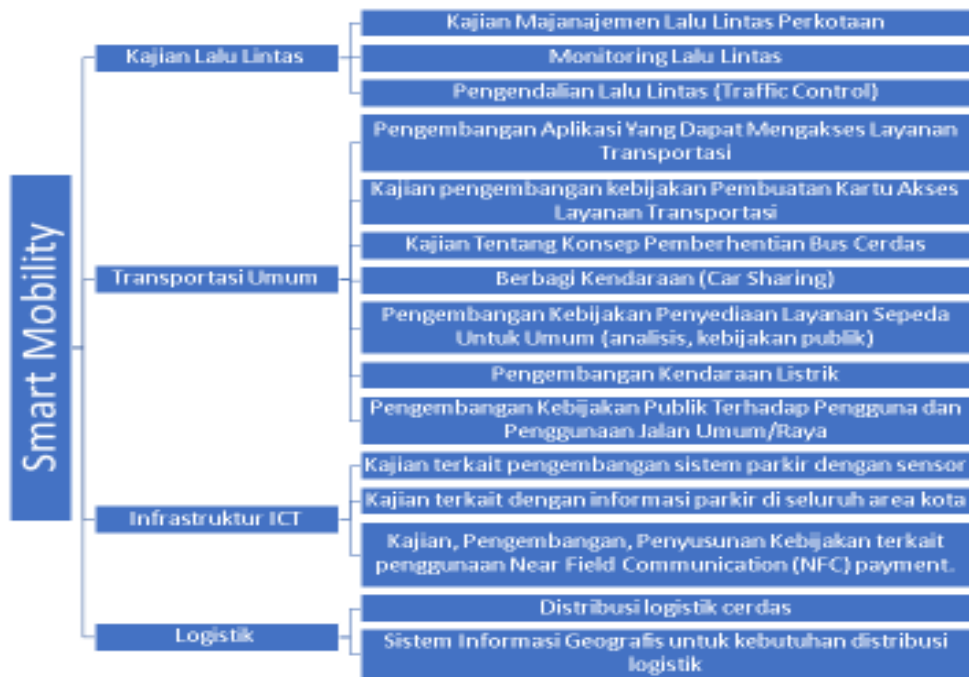 Smart Mobility
Kajian Lalu Lintas
Kajian Majanajemen Lalu Lintas Perkotaan
Monitoring Lalu Lintas
Pengendalian Lalu Lintas (Traffic Control)
Transportasi Umum
Pengembangan Aplikasi Yang Dapat Mengakses Layanan
Transportasi
Kajian pengembangan kebijakan Pembuatan Kartu Akses
Layanan Transportasi
Kajian Tentang Konsep Pemberhentian Bus Cerdas
Berbagi Kendaraan (Car Sharing)
Pengembangan Kebijakan Penyediaan Layanan Sepeda
Untuk Umum (analisis, kebijakan publik)
Pengembangan Kendaraan Listrik
Pengembangan Kebijakan Publik Terhadap Pengguna dan
Penggunaan Jalan Umum/Raya
Infrastruktur ICT
Kajian terkait pengembangan sistem parkir dengan sensor
Kajian terkait dengan informasi parkir di seluruh area kota
Kajian, Pengembangan, Penyusunan Kebijakan terkait
penggunaan Near Field Communication (NFC) payment.
Logistik
Distribusi logistik cerdas
Sistem Informasi Geografis untuk kebutuhan distribusi
logistik